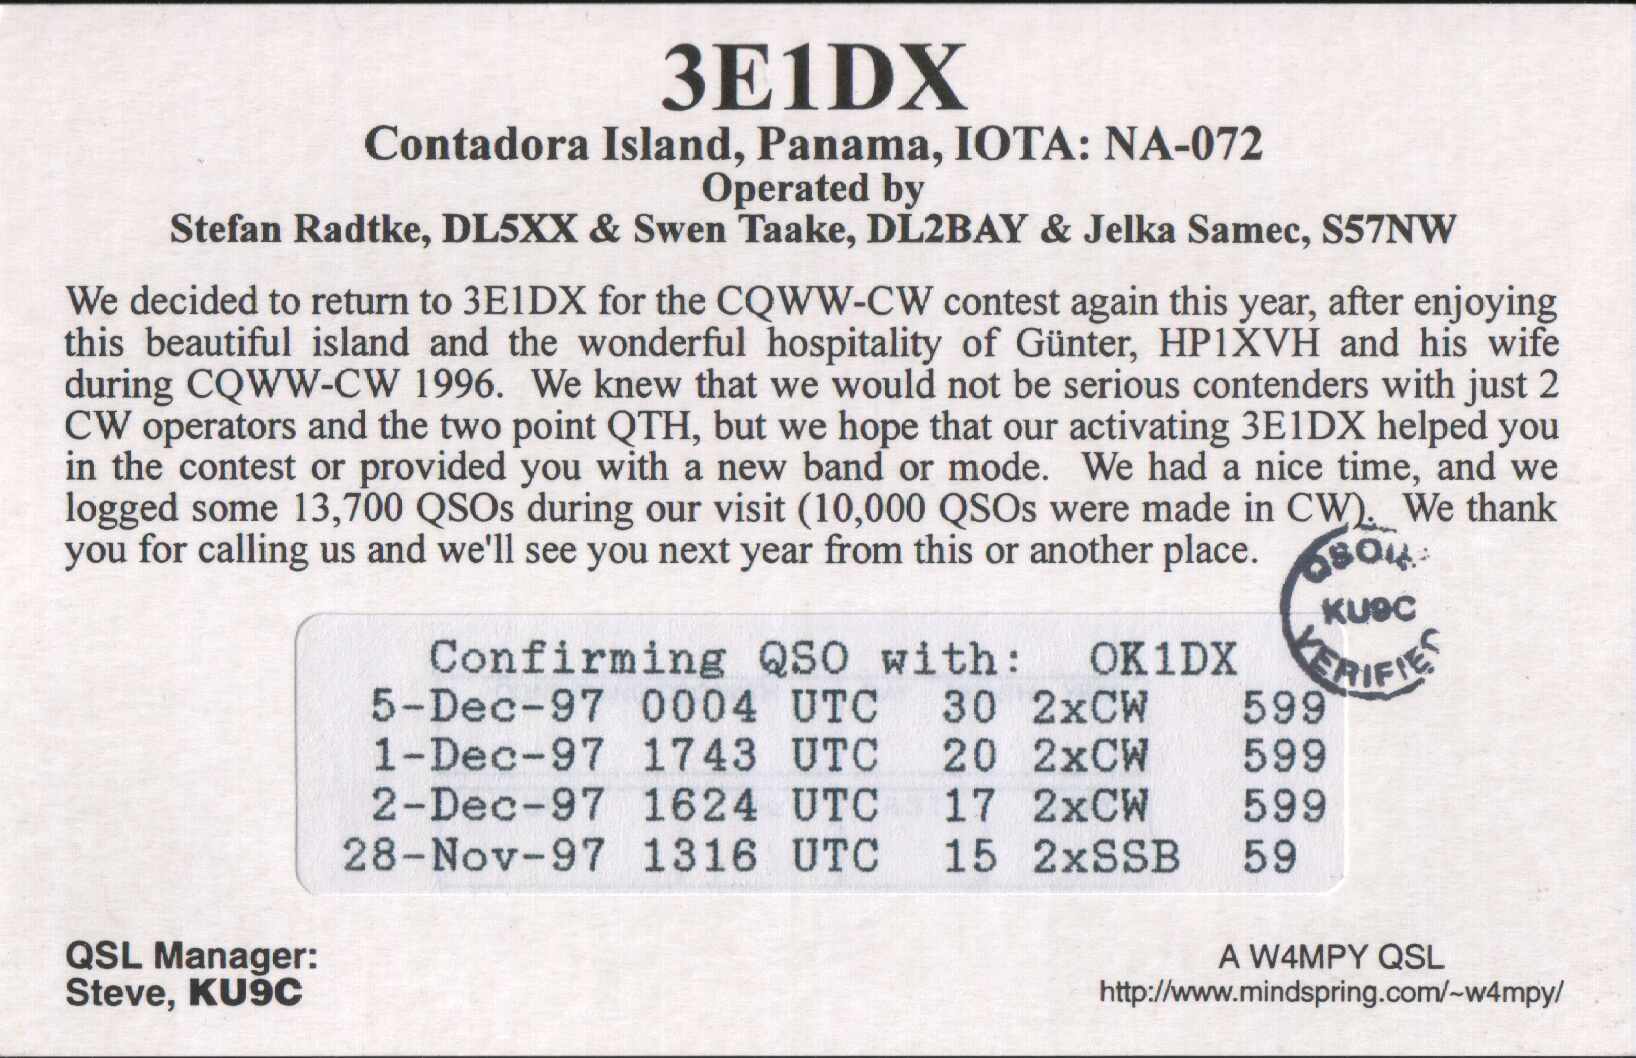 3E1DX
Contadora Island, Panama, IOTA: NA-072
Operated by
Stefan Radtke, DL5XX & Swen Taake, DL2BAY & Jelka Samec, S57NW
We decided to return to 3E1DX for the CQWW-CW contest again this year, after enjoying
this beautiful island and the wonderful hospitality of Günter, HP1XVH and his wife
during CQWW-CW 1996. We knew that we would not be serious contenders with just 2
CW operators and the two point QTH, but we hope that our activating 3E1DX helped you
in the contest or provided you with a new band or mode. We had a nice time, and we
logged some 13,700 QSOs during our visit (10,000 QSOs were made in CW). We thank
you for calling us and we'll see you next year from this or another place.
KU9C
Confirming QSO with: OK1DX
5-Dec-97 0004 UTC 30 2xCW 599
1-Dec-97 1743 UTC 20 2xCW 599
2-Dec-97 1624 UTC 17 2xCW 599
28-Nov-97 1316 UTC 15 2xSSB 59
QSL Manager:
Steve, KU9C
A W4MPY QSL
http://www.mindspring.com/~w4mpy/